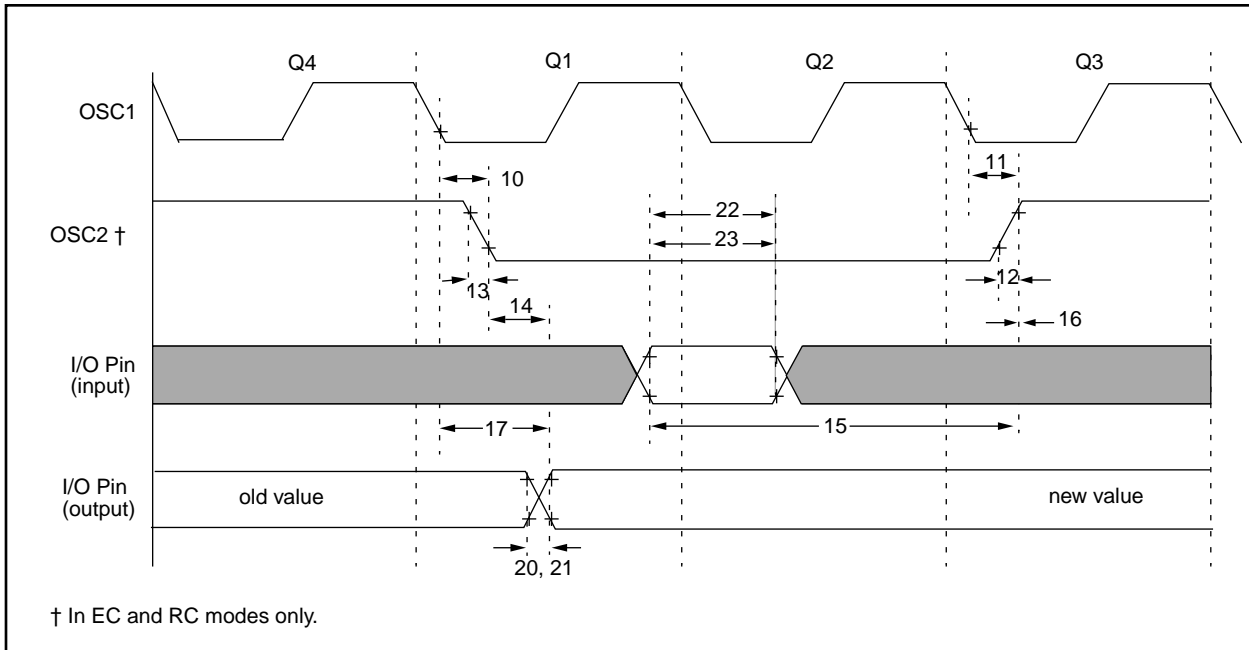 Q4
Q1
Q2
Q3
OSC1
10
11
22
OSC2 †
23
13
12
14
16
I/O Pin
(input)
17
15
I/O Pin
(output)
old value
new value
20, 21
† In EC and RC modes only.